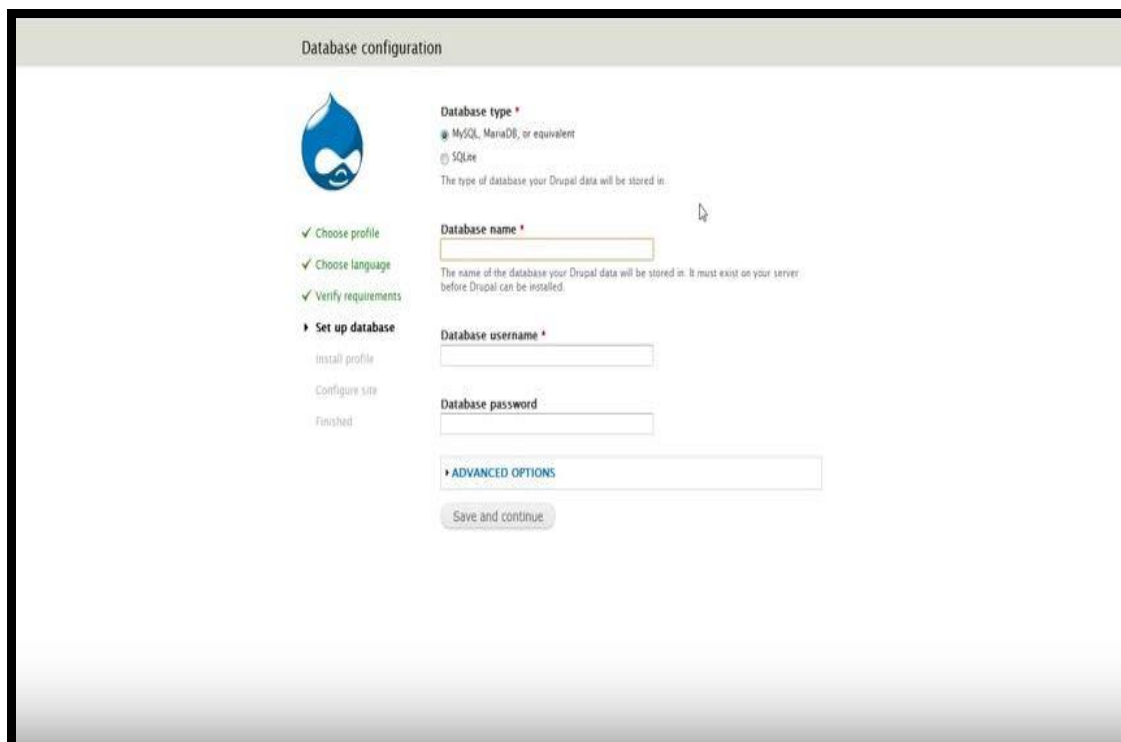 Database configuration
Database type *
MySQL, MariaDB, or equivalent
SQLite
The type of database your Drupal data will be stored in.
✓ Choose profile
✓ Choose language
✓ Verify requirements
Set up database
Install profile
Configure site
Finished
Database name *
The name of the database your Drupal data will be stored in. It must exist on your server
before Drupal can be installed.
Database username *
Database password
ADVANCED OPTIONS
Save and continue